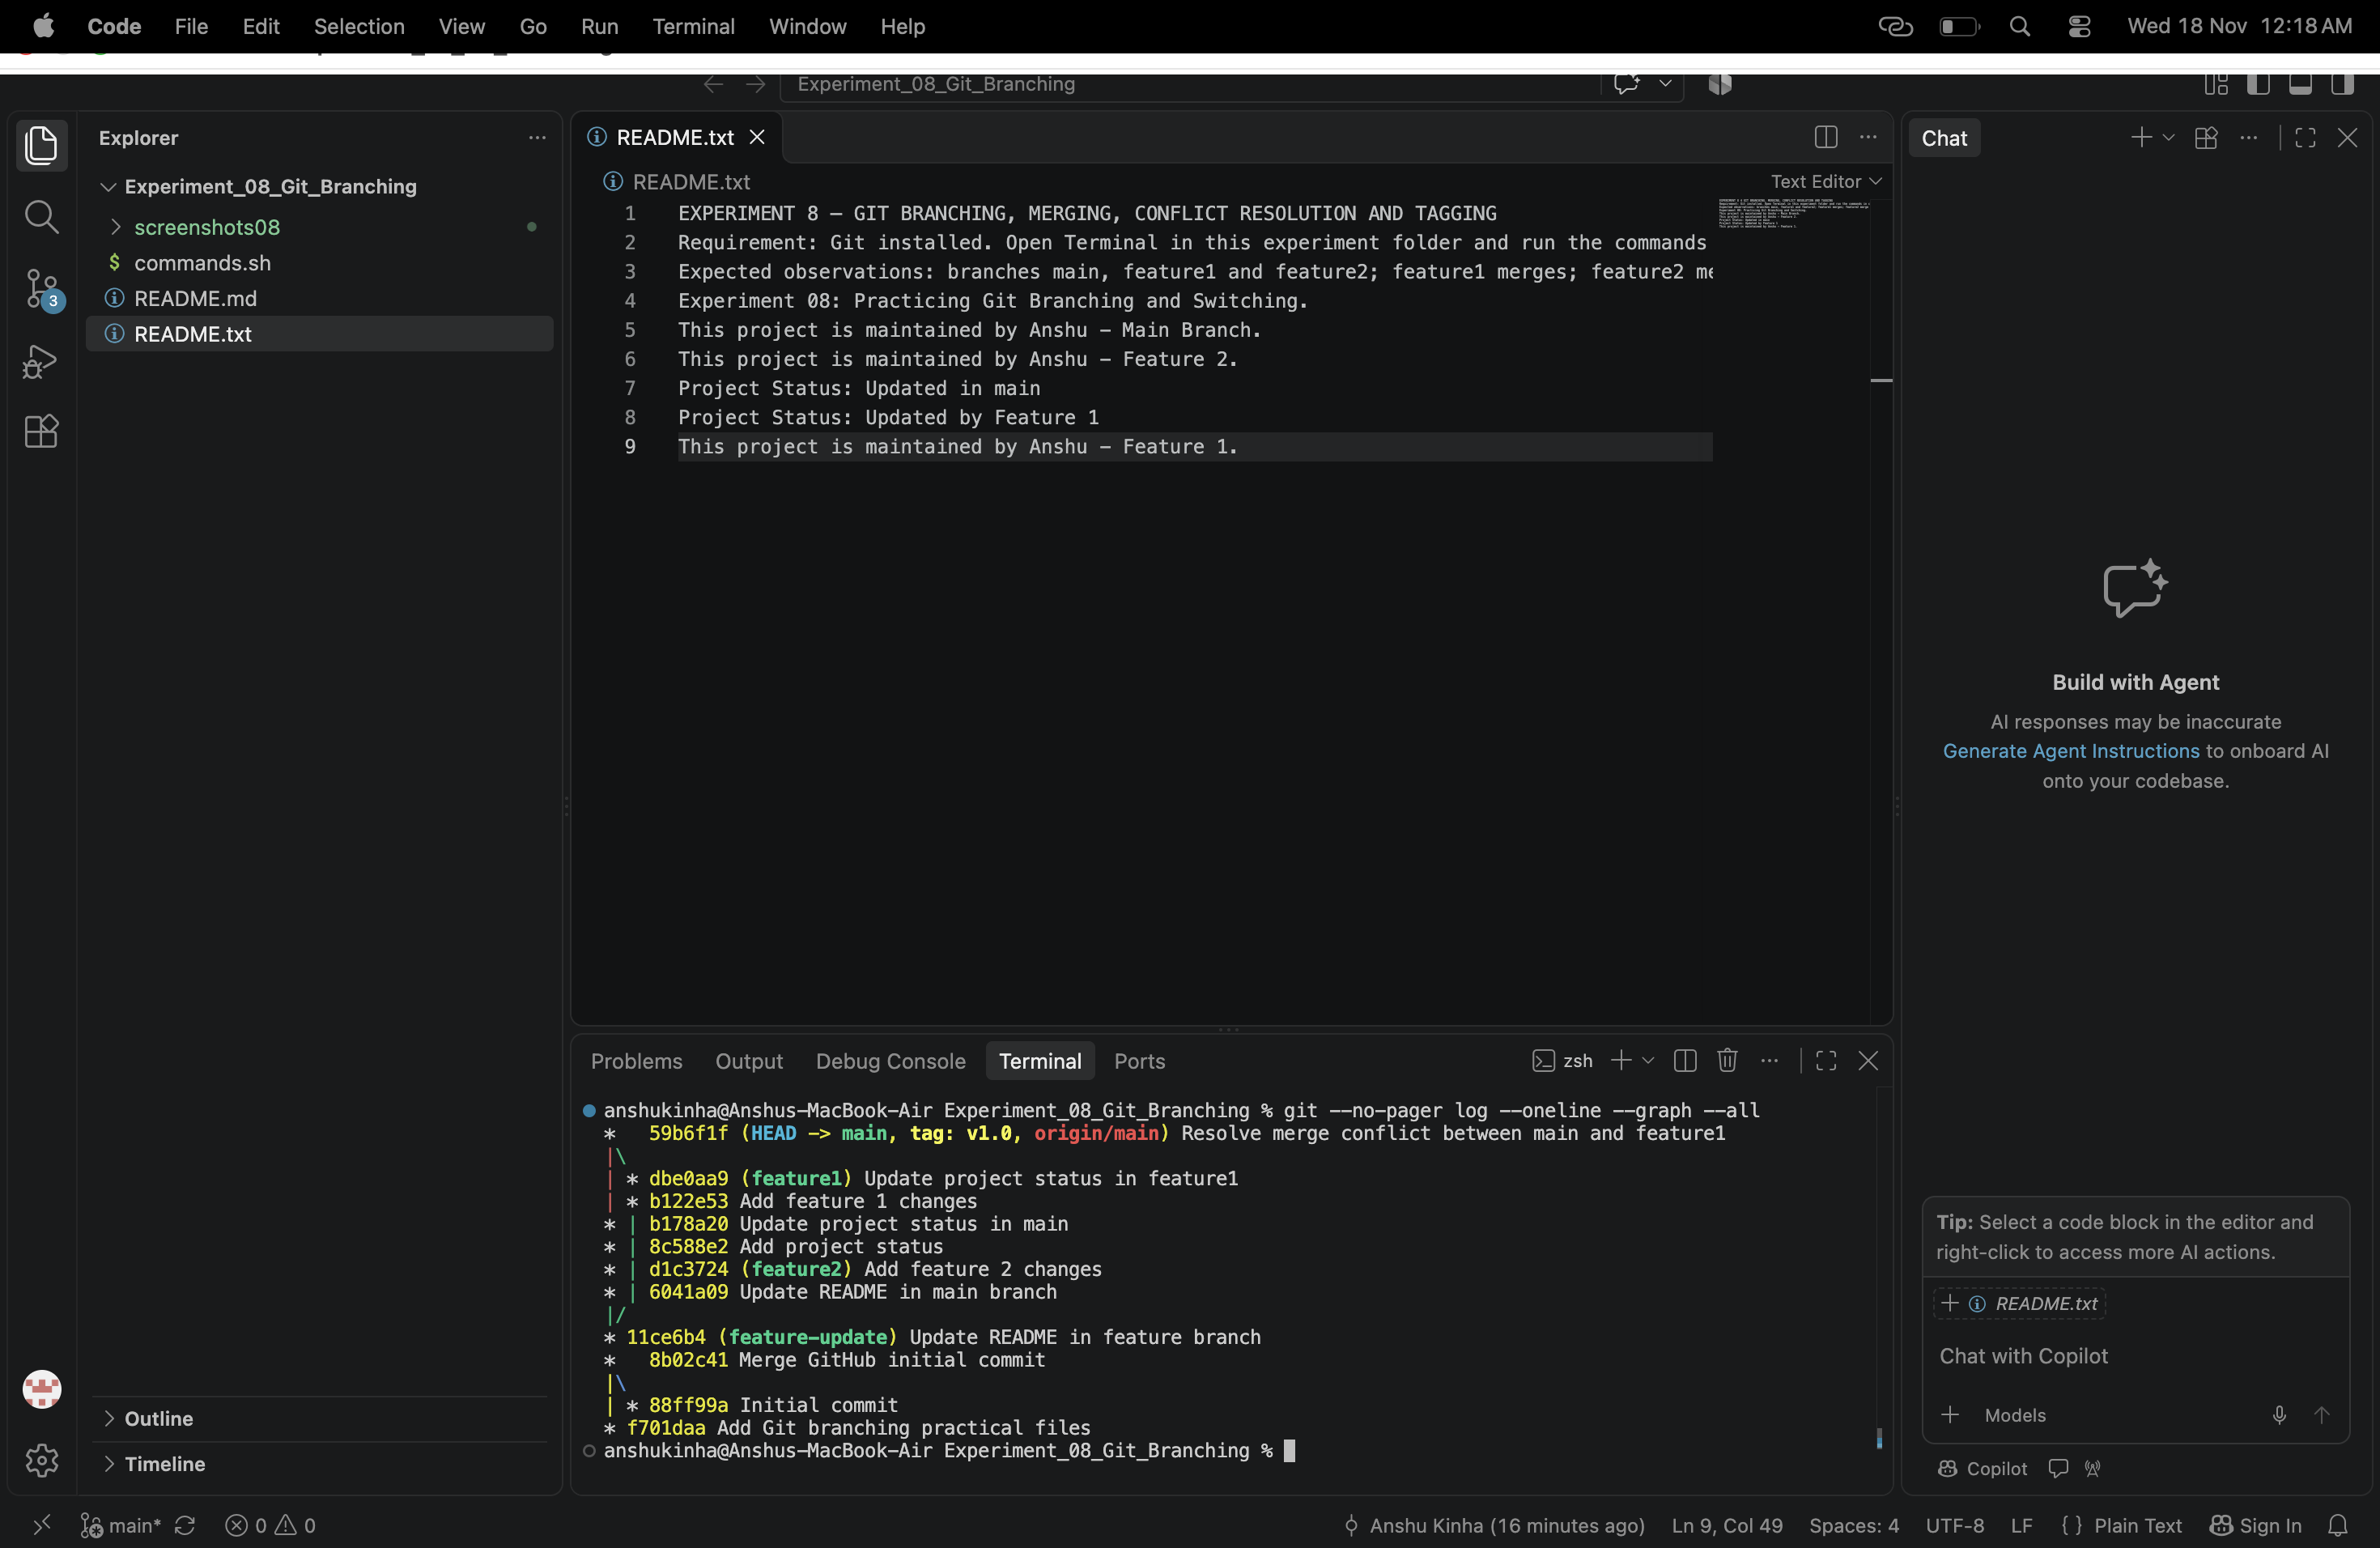 Code File Edit Selection View Go Run Terminal Window Help Wed 18 Nov 12:18 AM
Experiment_08_Git_Branching
Explorer
Experiment_08_Git_Branching
screenshots08
$ commands.sh
README.md
README.txt
3
Outline
Timeline
README.txt
README.txt
Text Editor
1 EXPERIMENT 8 — GIT BRANCHING, MERGING, CONFLICT RESOLUTION AND TAGGING
2 Requirement: Git installed. Open Terminal in this experiment folder and run the commands
3 Expected observations: branches main, feature1 and feature2; feature1 merges; feature2 me
4 Experiment 08: Practicing Git Branching and Switching.
5 This project is maintained by Anshu - Main Branch.
6 This project is maintained by Anshu - Feature 2.
7 Project Status: Updated in main
8 Project Status: Updated by Feature 1
9 This project is maintained by Anshu - Feature 1.
Problems Output Debug Console Terminal Ports zsh
anshukinha@Anshus-MacBook-Air Experiment_08_Git_Branching % git --no-pager log --oneline --graph --all
*   59b6f1f (HEAD -> main, tag: v1.0, origin/main) Resolve merge conflict between main and feature1
|\
| * dbe0aa9 (feature1) Update project status in feature1
| * b122e53 Add feature 1 changes
* | b178a20 Update project status in main
* | 8c588e2 Add project status
* | d1c3724 (feature2) Add feature 2 changes
* | 6041a09 Update README in main branch
|/
* 11ce6b4 (feature-update) Update README in feature branch
*   8b02c41 Merge GitHub initial commit
|\
| * 88ff99a Initial commit
* f701daa Add Git branching practical files
anshukinha@Anshus-MacBook-Air Experiment_08_Git_Branching %
Chat
Build with Agent
AI responses may be inaccurate
Generate Agent Instructions to onboard AI
onto your codebase.
Tip: Select a code block in the editor and
right-click to access more AI actions.
README.txt
Chat with Copilot
Models
Copilot
main* 0 0 Anshu Kinha (16 minutes ago) Ln 9, Col 49 Spaces: 4 UTF-8 LF { } Plain Text Sign In